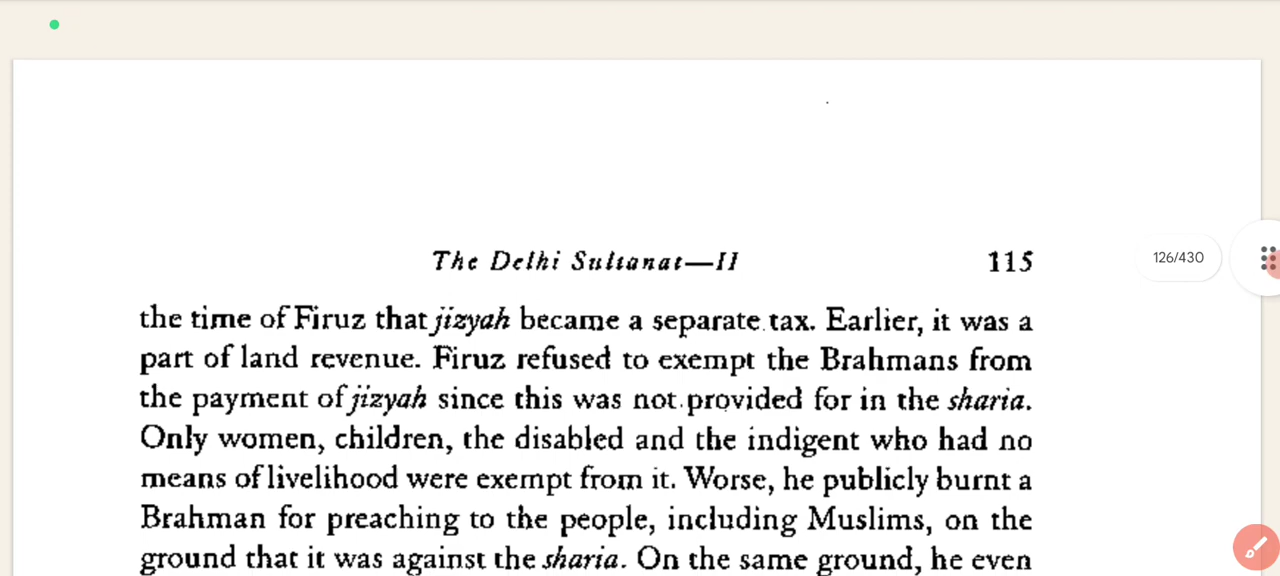 The Delhi Sultanat—II 115
126/430
the time of Firuz that jizyah became a separate tax. Earlier, it was a
part of land revenue. Firuz refused to exempt the Brahmans from
the payment of jizyah since this was not provided for in the sharia.
Only women, children, the disabled and the indigent who had no
means of livelihood were exempt from it. Worse, he publicly burnt a
Brahman for preaching to the people, including Muslims, on the
ground that it was against the sharia. On the same ground, he even